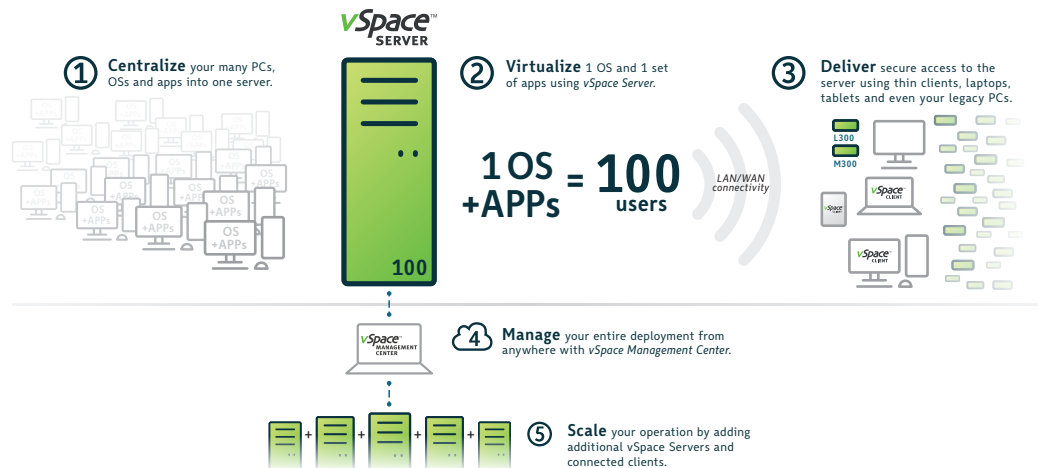 vSpace™
SERVER
1
Centralize your many PCs,
OSs and apps into one server.
OS
+APPs
OS
+APPs
OS
+APPs
OS
+APPs
OS
+APPs
OS
+APPs
100
2
Virtualize 1 OS and 1 set
of apps using vSpace Server.
1 OS
+APPs
=
100
users
LAN/WAN
connectivity
3
Deliver secure access to the
server using thin clients, laptops,
tablets and even your legacy PCs.
L300
M300
vSpace
CLIENT
vSpace
vSpace
CLIENT
vSpace
MANAGEMENT
CENTER
4
Manage your entire deployment from
anywhere with vSpace Management Center.
+ + + +
5
Scale your operation by adding
additional vSpace Servers and
connected clients.